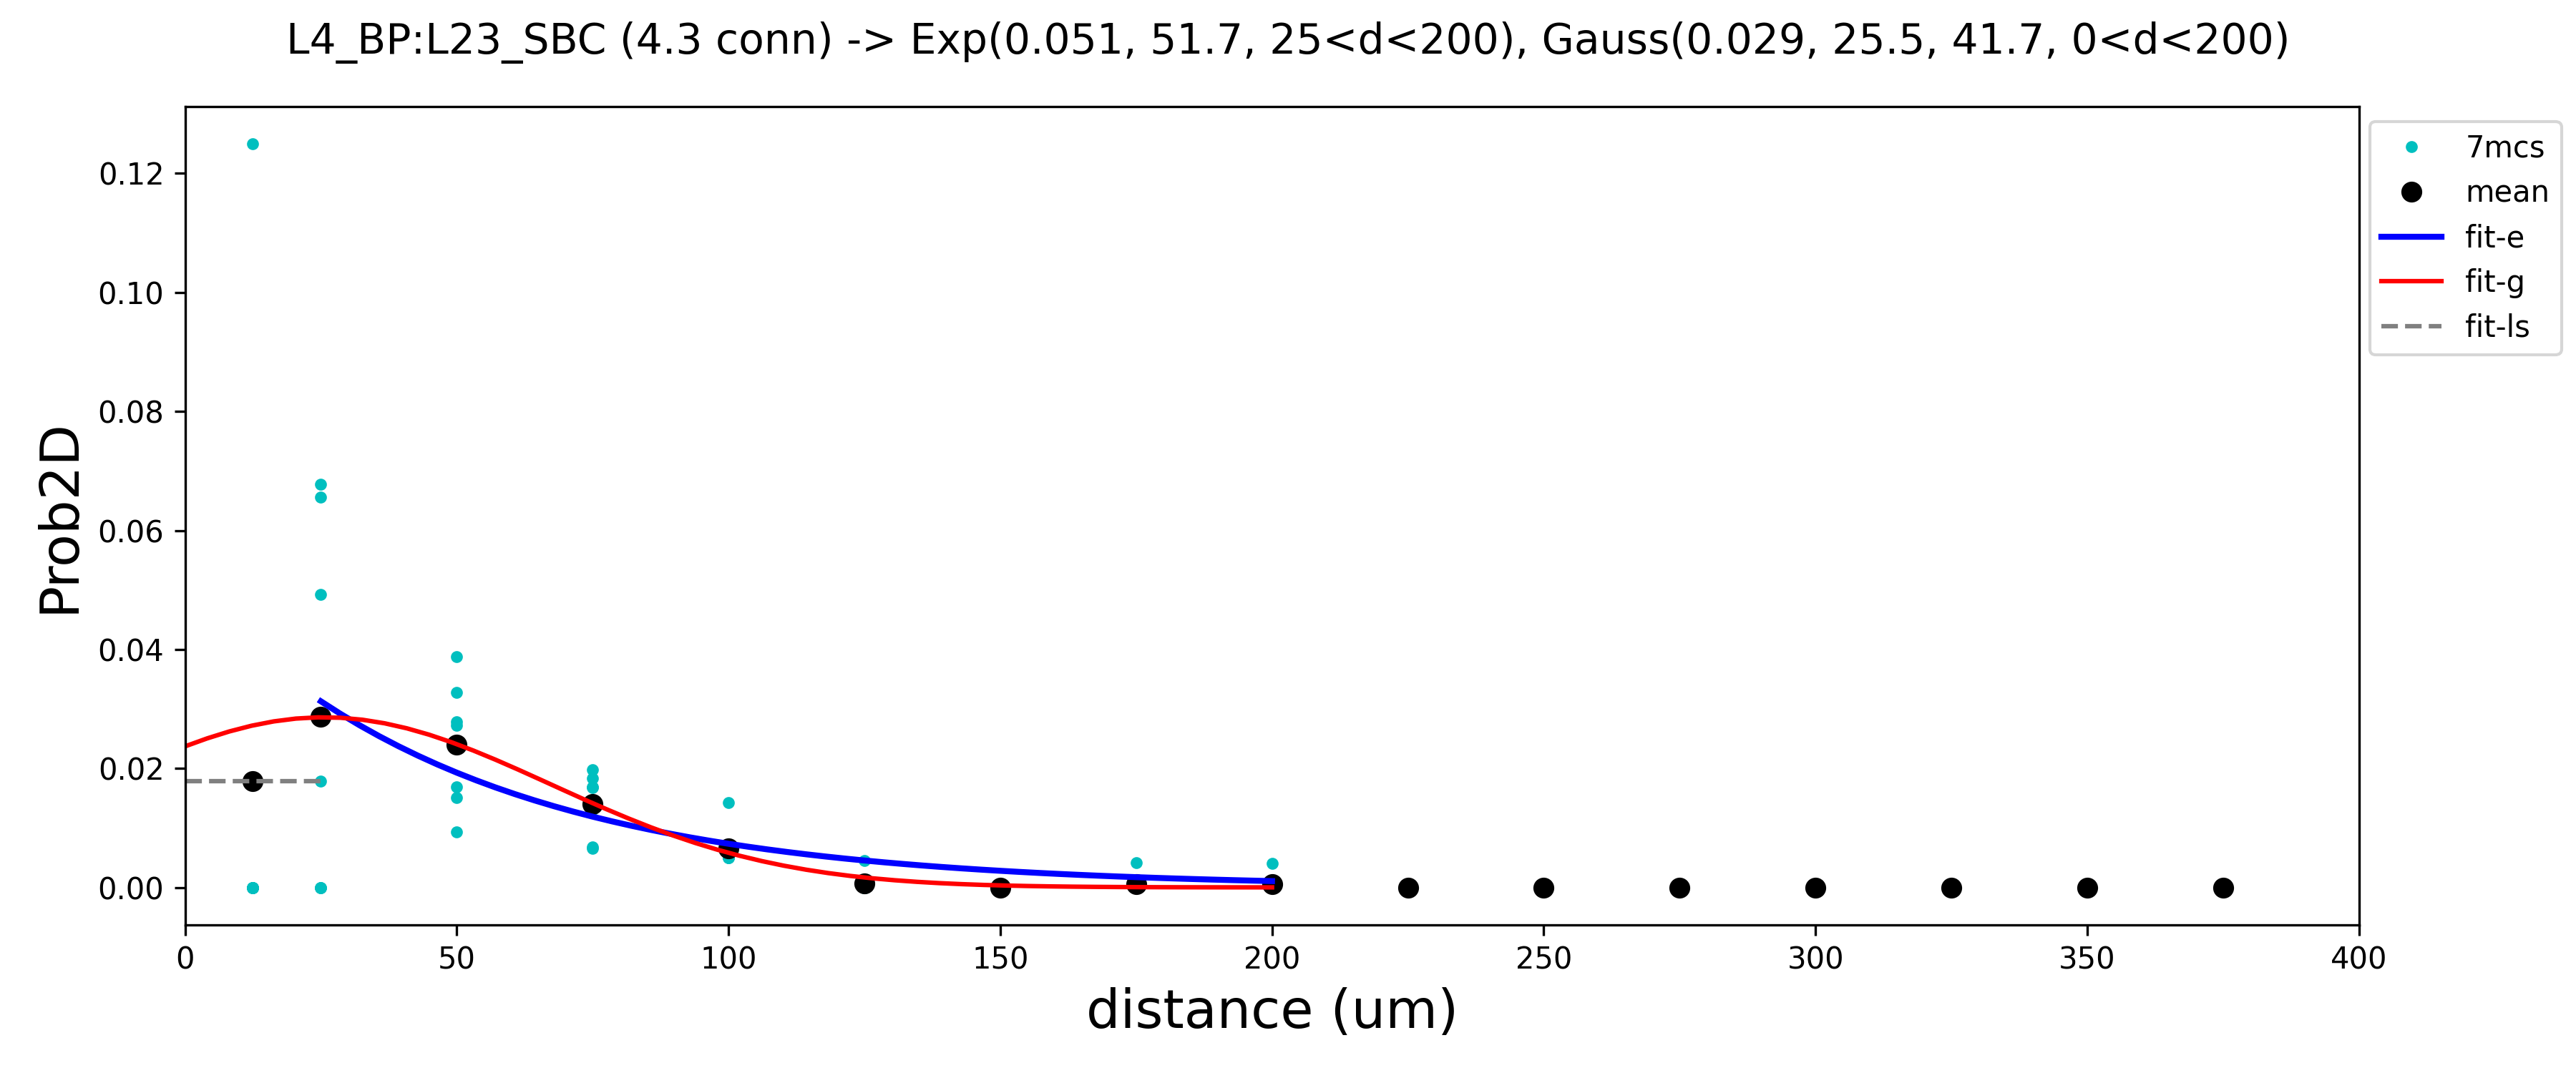 L4_BP:L23_SBC (4.3 conn) -> Exp(0.051, 51.7, 25<d<200), Gauss(0.029, 25.5, 41.7, 0<d<200)
7mcs
mean
fit-e
fit-g
fit-ls
Prob2D
0.12
0.10
0.08
0.06
0.04
0.02
0.00
0 50 100 150 200 250 300 350 400
distance (um)